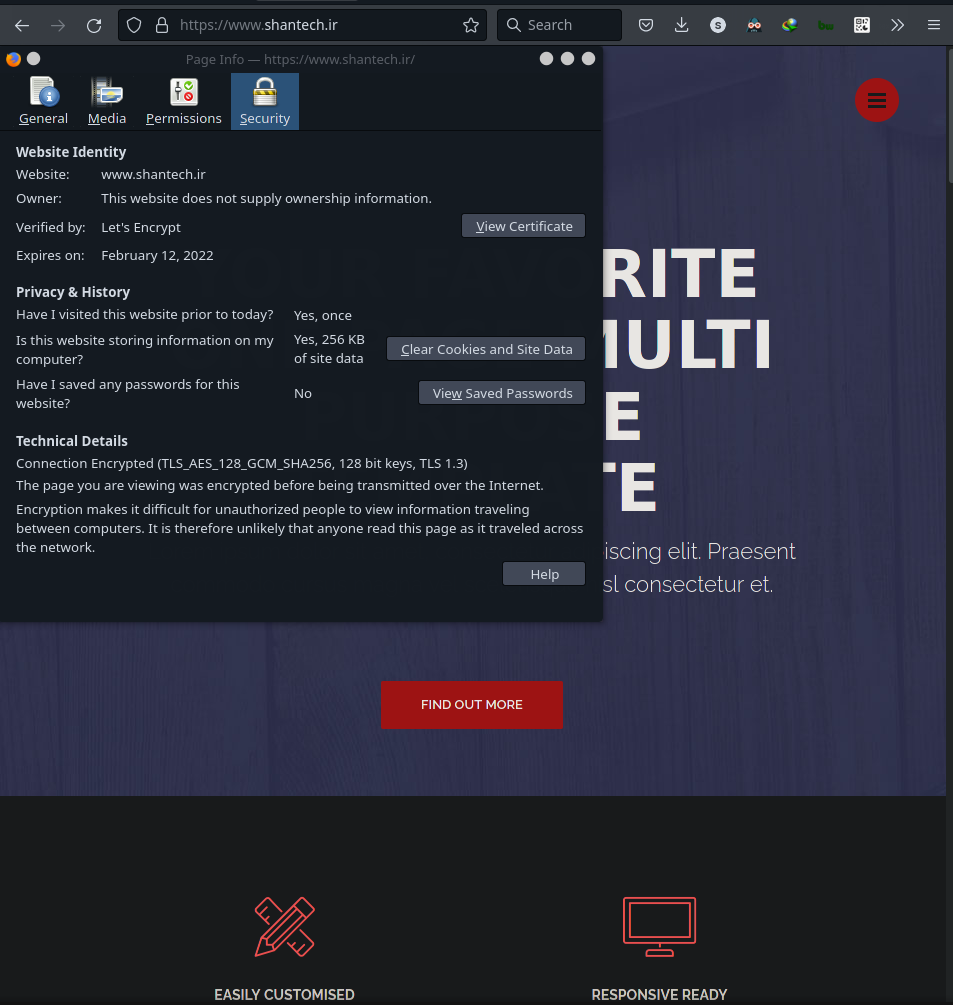 https://www.shantech.ir
Search
S
Page Info — https://www.shantech.ir/
General
Media
Permissions
Security
Website Identity
Website: www.shantech.ir
Owner: This website does not supply ownership information.
Verified by: Let's Encrypt
View Certificate
Expires on: February 12, 2022
Privacy & History
Have I visited this website prior to today? Yes, once
Is this website storing information on my
computer?
Yes, 256 KB
of site data
Clear Cookies and Site Data
Have I saved any passwords for this
website?
No
View Saved Passwords
Technical Details
Connection Encrypted (TLS_AES_128_GCM_SHA256, 128 bit keys, TLS 1.3)
The page you are viewing was encrypted before being transmitted over the Internet.
Encryption makes it difficult for unauthorized people to view information traveling
between computers. It is therefore unlikely that anyone read this page as it traveled across
the network.
Help
RITE
MULTI
E
TE
iscing elit. Praesent
sl consectetur et.
FIND OUT MORE
EASILY CUSTOMISED
RESPONSIVE READY